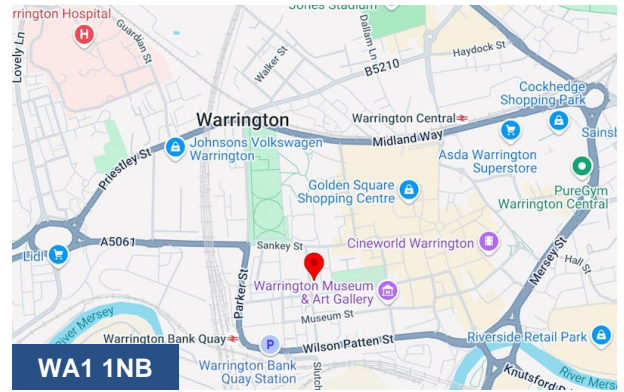 Jones Stadium
rrington Hospital
Guardian St
Lovely Ln
Dallam
Ln
Haydock St
B5210
Walker St
Cockhedge
Shopping Park
Warrington
Warrington Central
Midland Way
Sainsb
Johnsons Volkswagen
Warrington
Asda Warrington
Superstore
Priestley St
PureGym
Warrington Central
Golden Square
Shopping Centre
A5061
Sankey St
Cineworld Warrington
Mersey St
Hall St
Lidl
Parker St
Warrington Museum
& Art Gallery
Museum St
River Mersey
Warrington Bank Quay
Wilson Patten St
Riverside Retail Park
P
Warrington Bank
Quay Station
Slutch
River Mersey
Knutsford
WA1 1NB